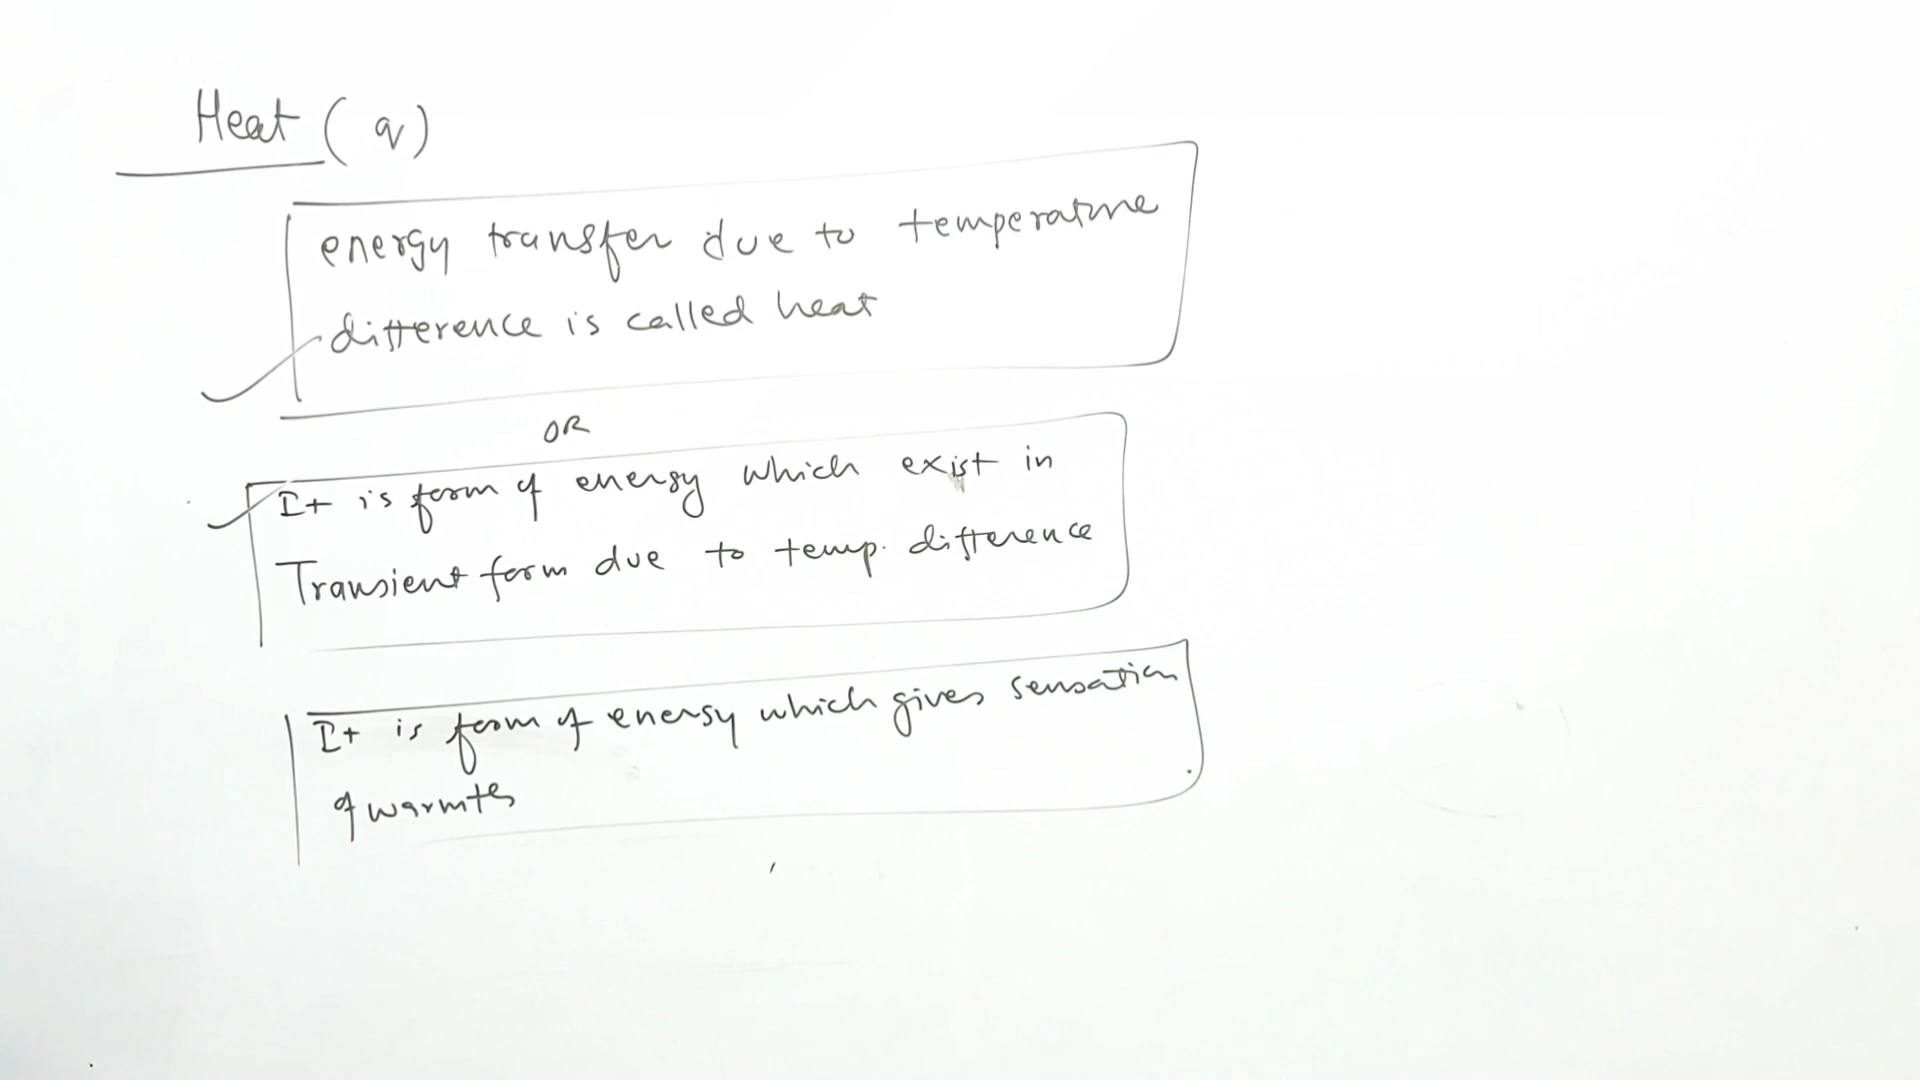 Heat (q)
energy transfer due to temperature
difference is called heat
OR
It is form of energy which exist in
Transient form due to temp. difference
It is form of energy which gives sensation
of warmth